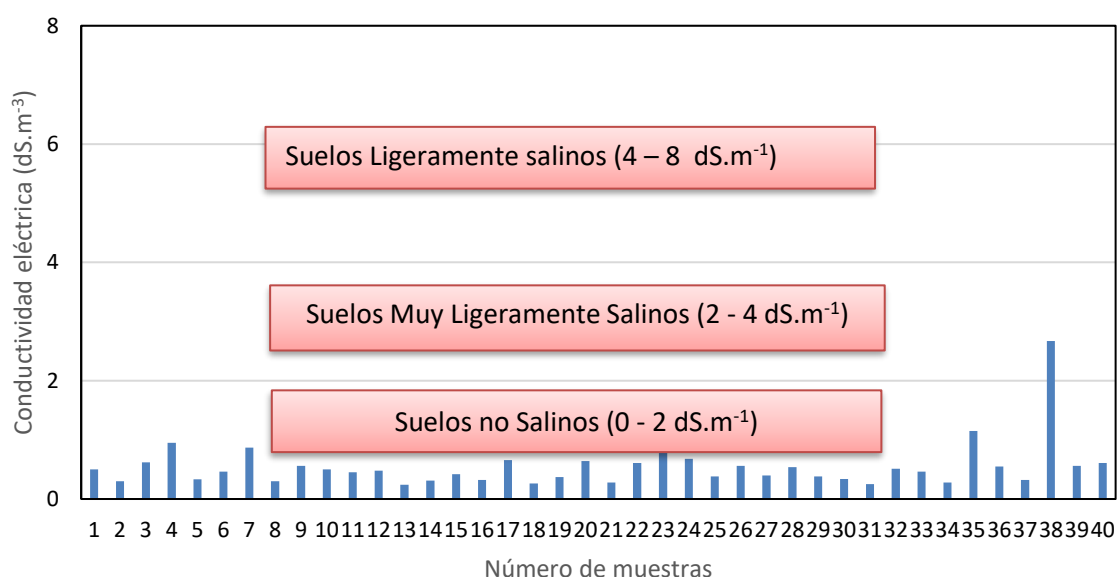 Conductividad eléctrica (dS.m⁻³)
8
6
4
2
0
Suelos Ligeramente salinos (4 – 8 dS.m⁻¹)
Suelos Muy Ligeramente Salinos (2 - 4 dS.m⁻¹)
Suelos no Salinos (0 - 2 dS.m⁻¹)
1 2 3 4 5 6 7 8 9 10 11 12 13 14 15 16 17 18 19 20 21 22 23 24 25 26 27 28 29 30 31 32 33 34 35 36 37 38 39 40
Número de muestras